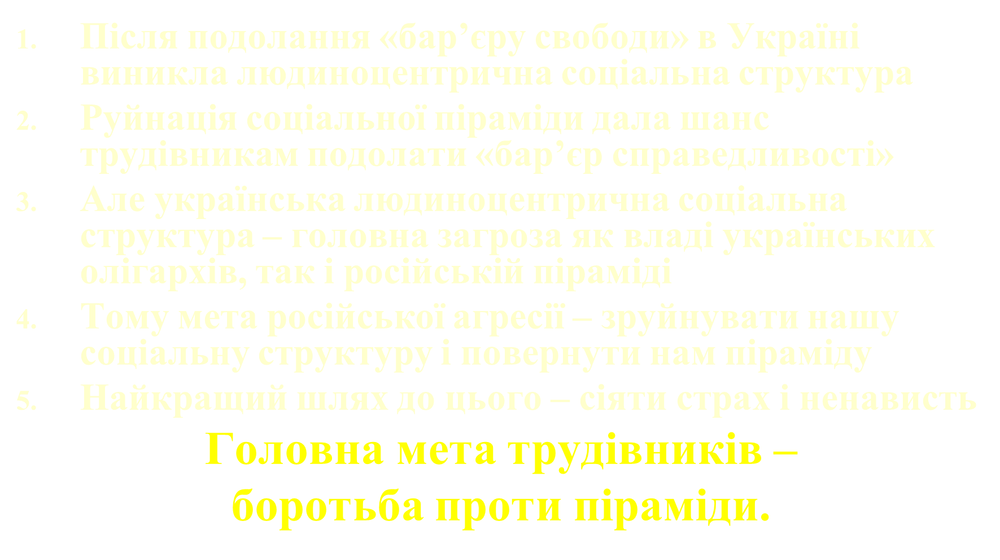 1. Після подолання «бар’єру свободи» в Україні
виникла людиноцентрична соціальна структура
2. Руйнація соціальної піраміди дала шанс
трудівникам подолати «бар’єр справедливості»
3. Але українська людиноцентрична соціальна
структура – головна загроза як владі українських
олігархів, так і російській піраміді
4. Тому мета російської агресії – зруйнувати нашу
соціальну структуру і повернути нам піраміду
5. Найкращий шлях до цього – сіяти страх і ненависть
Головна мета трудівників –
боротьба проти піраміди.